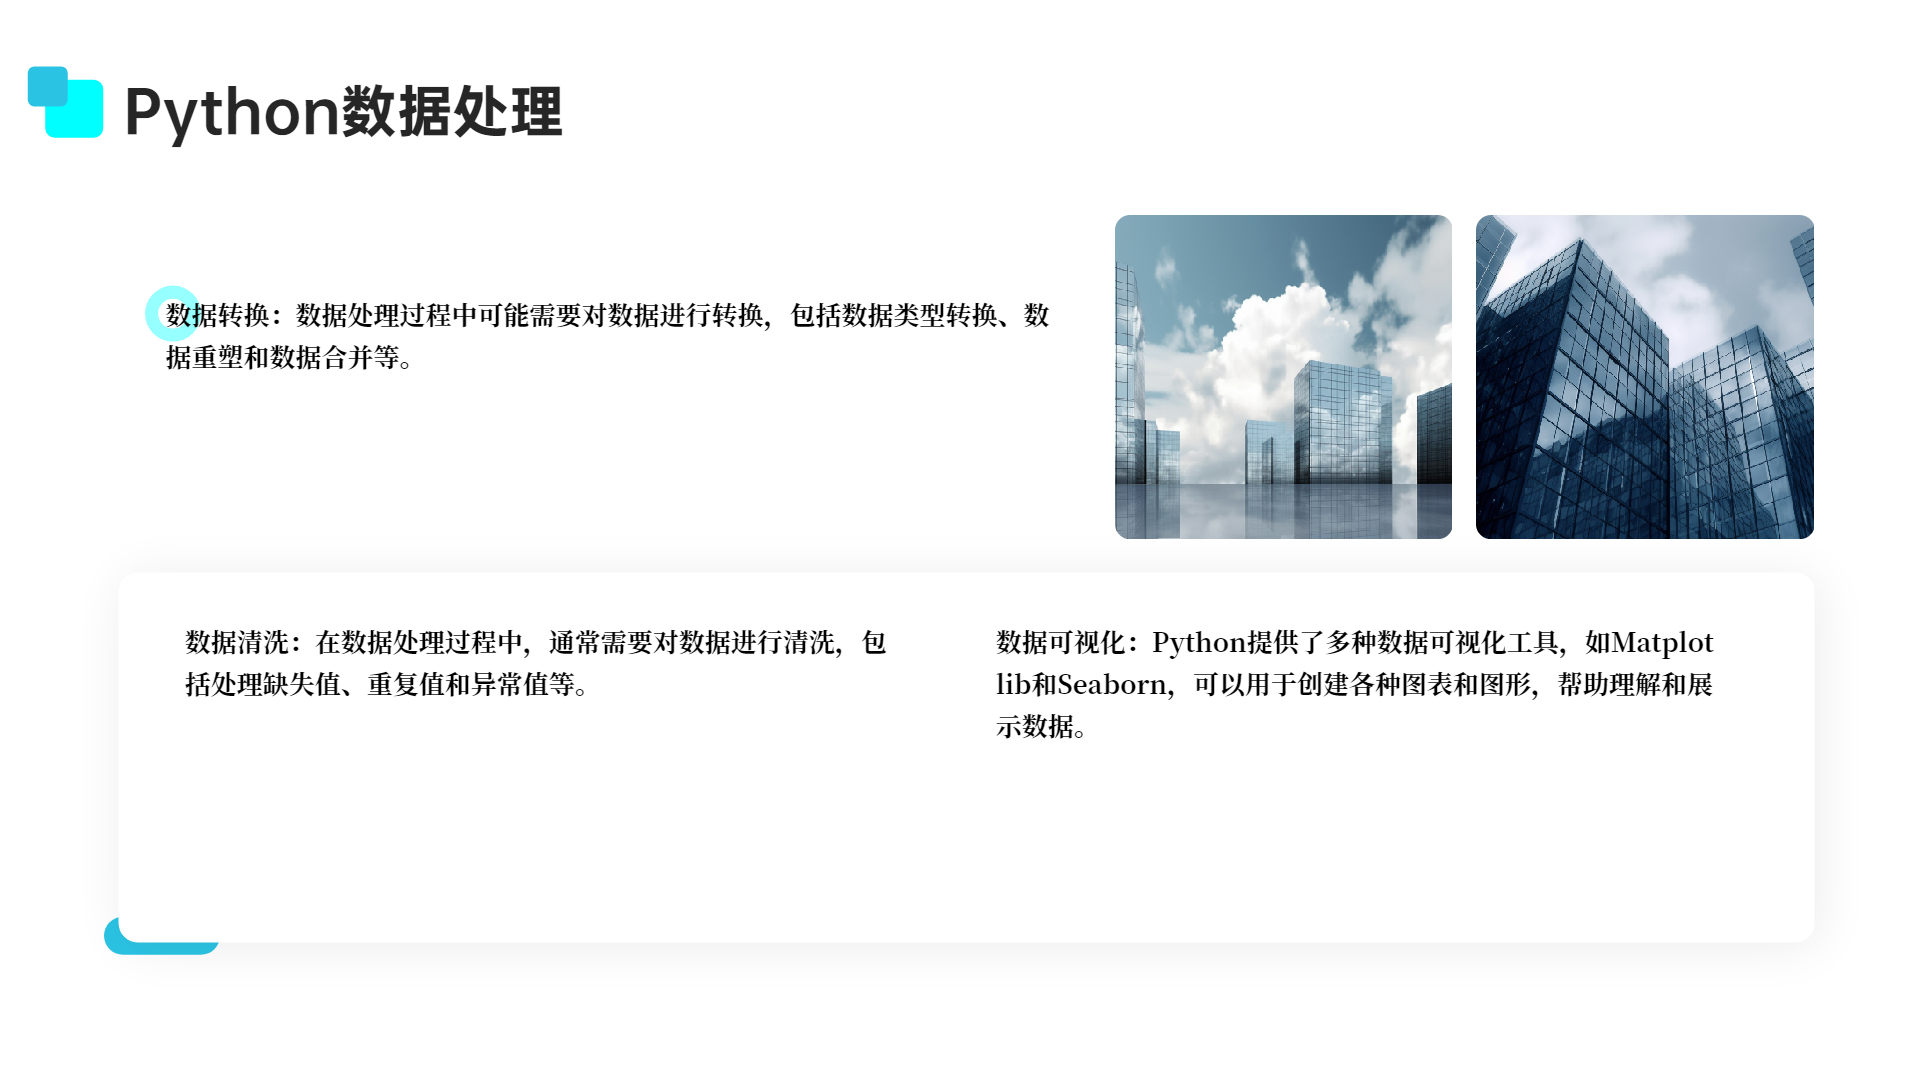 Python数据处理
数据转换：数据处理过程中可能需要对数据进行转换，包括数据类型转换、数
据重塑和数据合并等。
数据清洗：在数据处理过程中，通常需要对数据进行清洗，包
括处理缺失值、重复值和异常值等。
数据可视化：Python提供了多种数据可视化工具，如Matplot
lib和Seaborn，可以用于创建各种图表和图形，帮助理解和展
示数据。